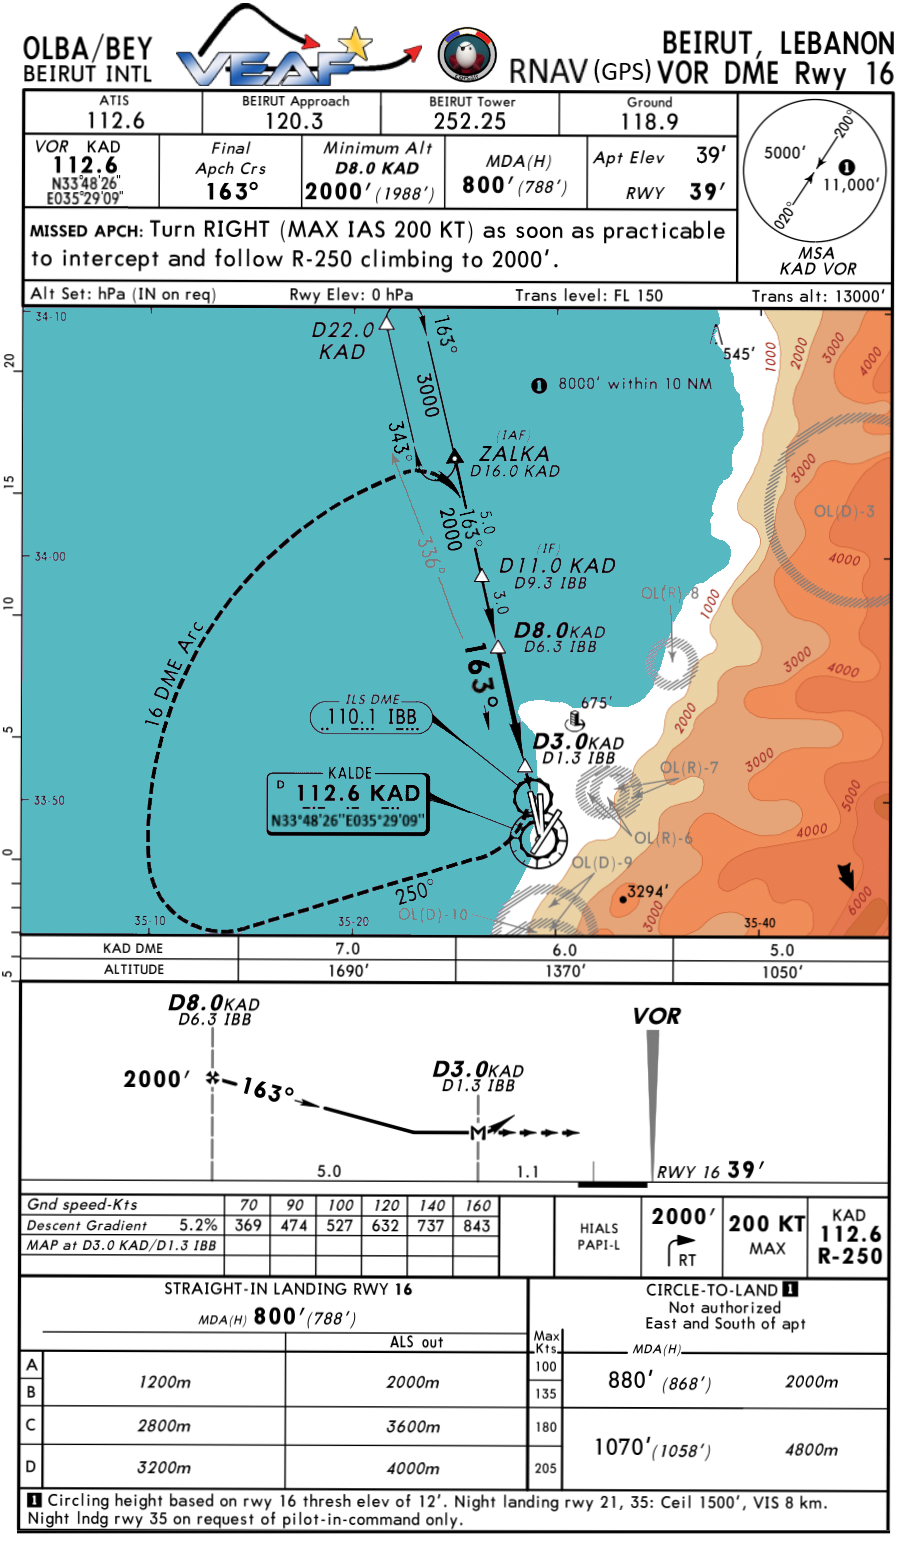 OLBA/BEY
BEIRUT INTL
VEAF
RNAV (GPS)
BEIRUT, LEBANON
VOR DME Rwy 16
ATIS
112.6
BEIRUT Approach
120.3
BEIRUT Tower
252.25
Ground
118.9
VOR KAD
112.6
N33°48'26"
E035°29'09"
Final
Apch Crs
163°
Minimum Alt
D8.0 KAD
2000' (1988')
MDA(H)
800' (788')
Apt Elev 39'
RWY 39'
5000'
200°
1
11,000'
020°
MSA
KAD VOR
MISSED APCH: Turn RIGHT (MAX IAS 200 KT) as soon as practicable
to intercept and follow R-250 climbing to 2000'.
Alt Set: hPa (IN on req) Rwy Elev: 0 hPa Trans level: FL 150 Trans alt: 13000'
34-10
D22.0
KAD
163°
3000
343°
545'
1000
2000
3000
4000
1 8000' within 10 NM
20
(IAF)
ZALKA
D16.0 KAD
3000
15
5.0
163°
2000
336°
OL(D)-3
34-00
(IF)
D11.0 KAD
D9.3 IBB
4000
3.0
OL(R)-8
1000
10
D8.0KAD
D6.3 IBB
16 DME Arc
163°
3000
4000
ILS DME
110.1 IBB
675'
2000
5
D3.0KAD
D1.3 IBB
3000
OL(R)-7
KALDE
D 112.6 KAD
N33°48'26"E035°29'09"
33-50
5000
4000
OL(R)-6
0
OL(D)-9
250°
3294'
OL(D)-10
3000
6000
35-10
35-20
35-40
5
KAD DME 7.0 6.0 5.0
ALTITUDE 1690' 1370' 1050'
D8.0KAD
D6.3 IBB
VOR
2000'
163°
D3.0KAD
D1.3 IBB
M
5.0
1.1
RWY 16 39'
Gnd speed-Kts 70 90 100 120 140 160
Descent Gradient 5.2% 369 474 527 632 737 843
MAP at D3.0 KAD/D1.3 IBB
HIALS
PAPI-L
2000'
RT
200 KT
MAX
KAD
112.6
R-250
STRAIGHT-IN LANDING RWY 16
MDA(H) 800' (788')
ALS out
CIRCLE-TO-LAND 1
Not authorized
East and South of apt
Max
Kts
MDA(H)
A
B
1200m
2000m
100
135
880' (868')
2000m
C
2800m
3600m
180
1070' (1058')
4800m
D
3200m
4000m
205
1 Circling height based on rwy 16 thresh elev of 12'. Night landing rwy 21, 35: Ceil 1500', VIS 8 km.
Night lndg rwy 35 on request of pilot-in-command only.